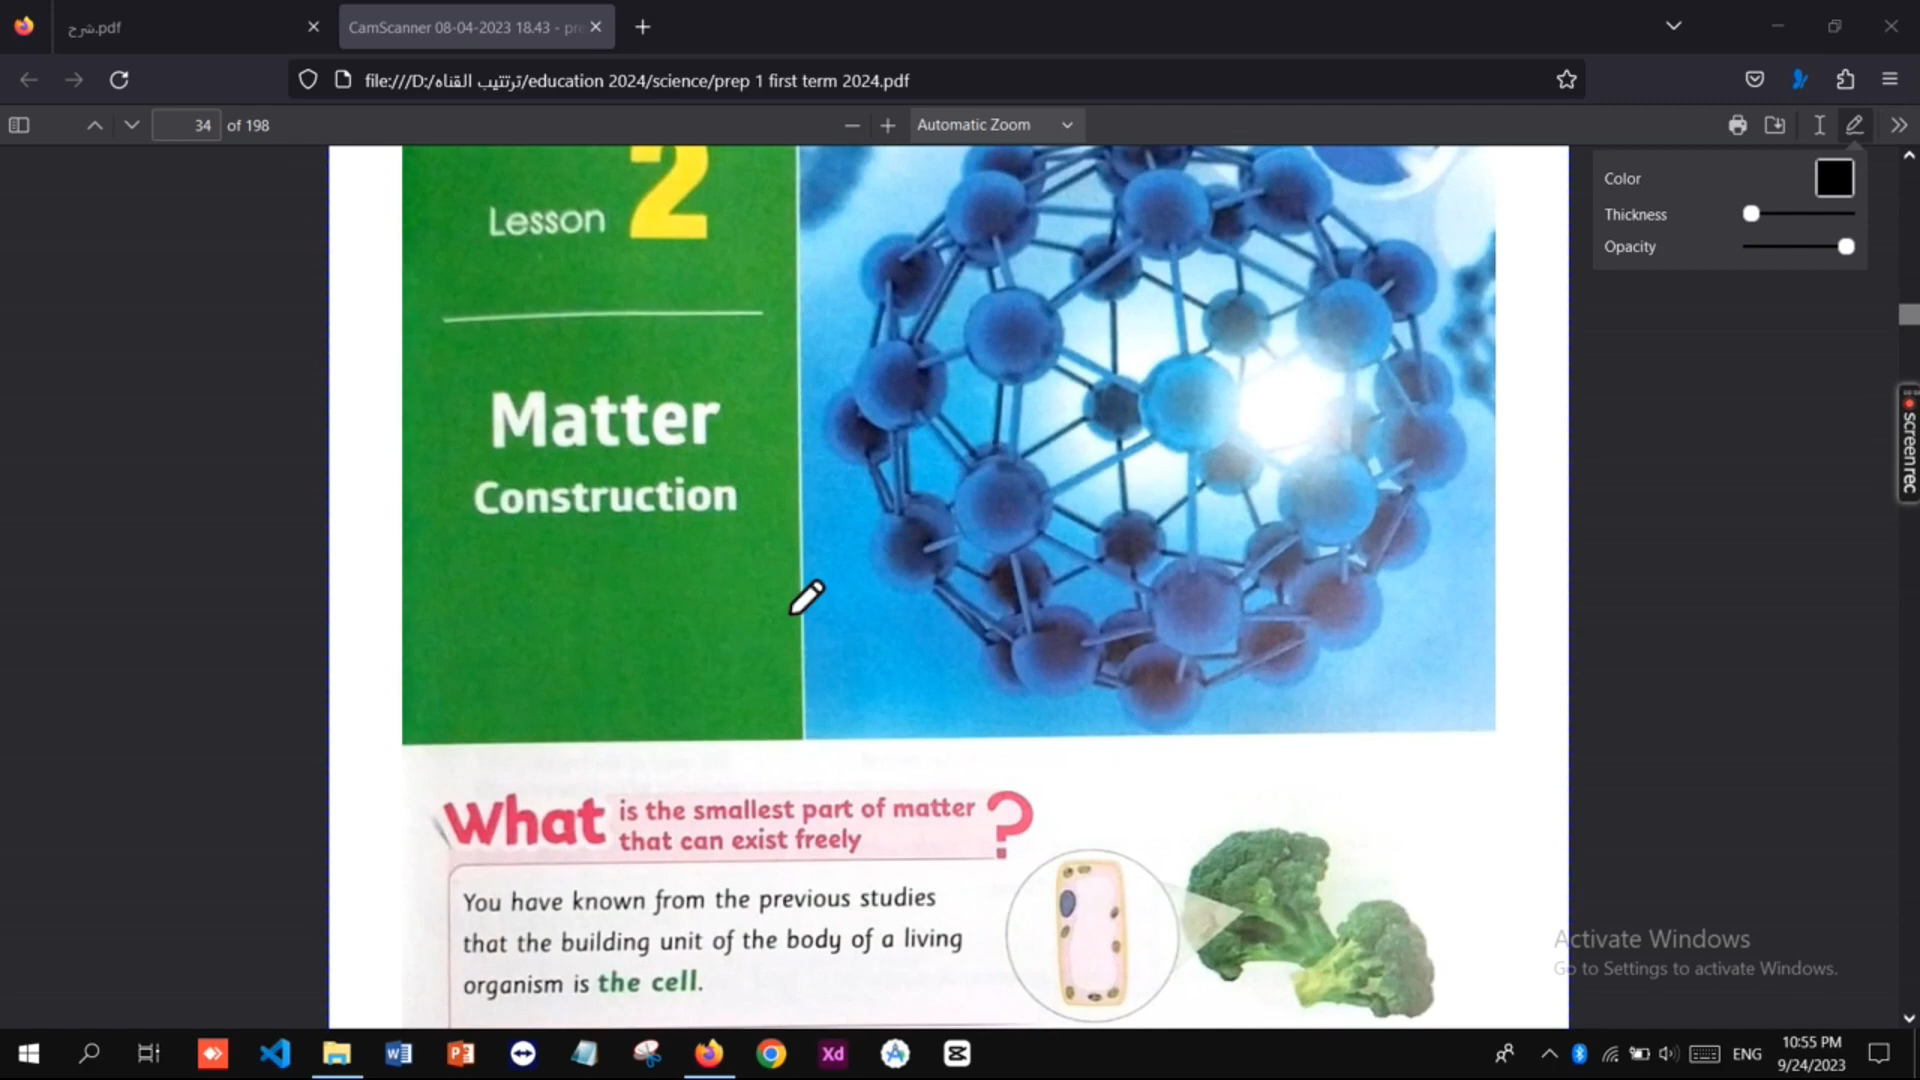 شرح.pdf
CamScanner 08-04-2023 18.43 - pre
file:///D:/ترتتيب القناه/education 2024/science/prep 1 first term 2024.pdf
34 of 198
Automatic Zoom
Color
Thickness
Opacity
Lesson 2
Matter
Construction
screenrec
What is the smallest part of matter
that can exist freely ?
You have known from the previous studies
that the building unit of the body of a living
organism is the cell.
Activate Windows
Go to Settings to activate Windows.
Xd
ENG
10:55 PM
9/24/2023